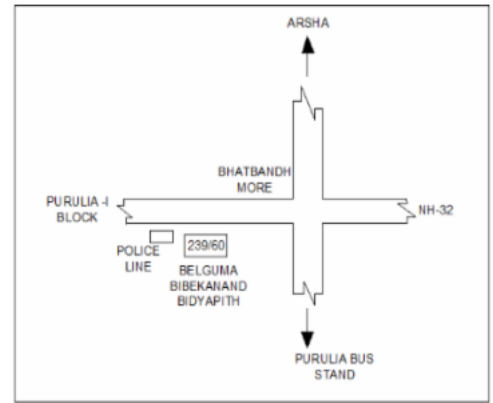 ARSHA
BHATBANDH
MORE
PURULIA -I
BLOCK
NH-32
POLICE
LINE
239/60
BELGUMA
BIBEKANAND
BIDYAPITH
PURULIA BUS
STAND